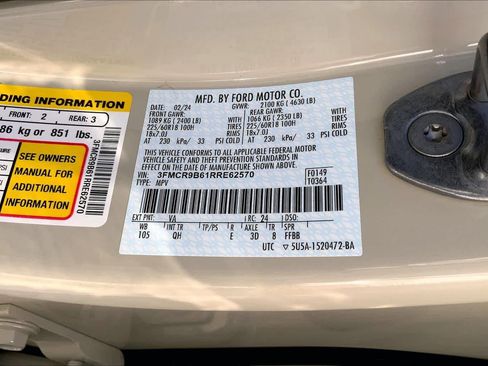 DING INFORMATION
FRONT: 2 REAR: 3
86 kg or 851 lbs.
SEE OWNERS
MANUAL FOR
ADDITIONAL
INFORMATION
3FMCR9B61RRE62570
MFD. BY FORD MOTOR CO.
DATE: 02/24 GVWR: 2100 KG ( 4630 LB)
FRONT GAWR: REAR GAWR:
1089 KG (2400 LB) WITH 1066 KG (2350 LB) WITH
225/60R18 100H TIRES 225/60R18 100H TIRES
18x7.0J RIMS 18x7.0J RIMS
AT 230 kPa/ 33 PSI COLD AT 230 kPa/ 33 PSI COLD
THIS VEHICLE CONFORMS TO ALL APPLICABLE FEDERAL MOTOR VEHICLE
SAFETY AND THEFT PREVENTION STANDARDS IN EFFECT ON THE DATE OF
MANUFACTURE SHOWN ABOVE.
VIN: 3FMCR9B61RRE62570 F0149
TYPE: MPV T0364
EXT PNT: VA RC: 24 DSO:
WB INT TR TP/PS R AXLE TR SPR
105 QH E 3D 8 FFBB
UTC ▽ 5U5A-1520472-BA